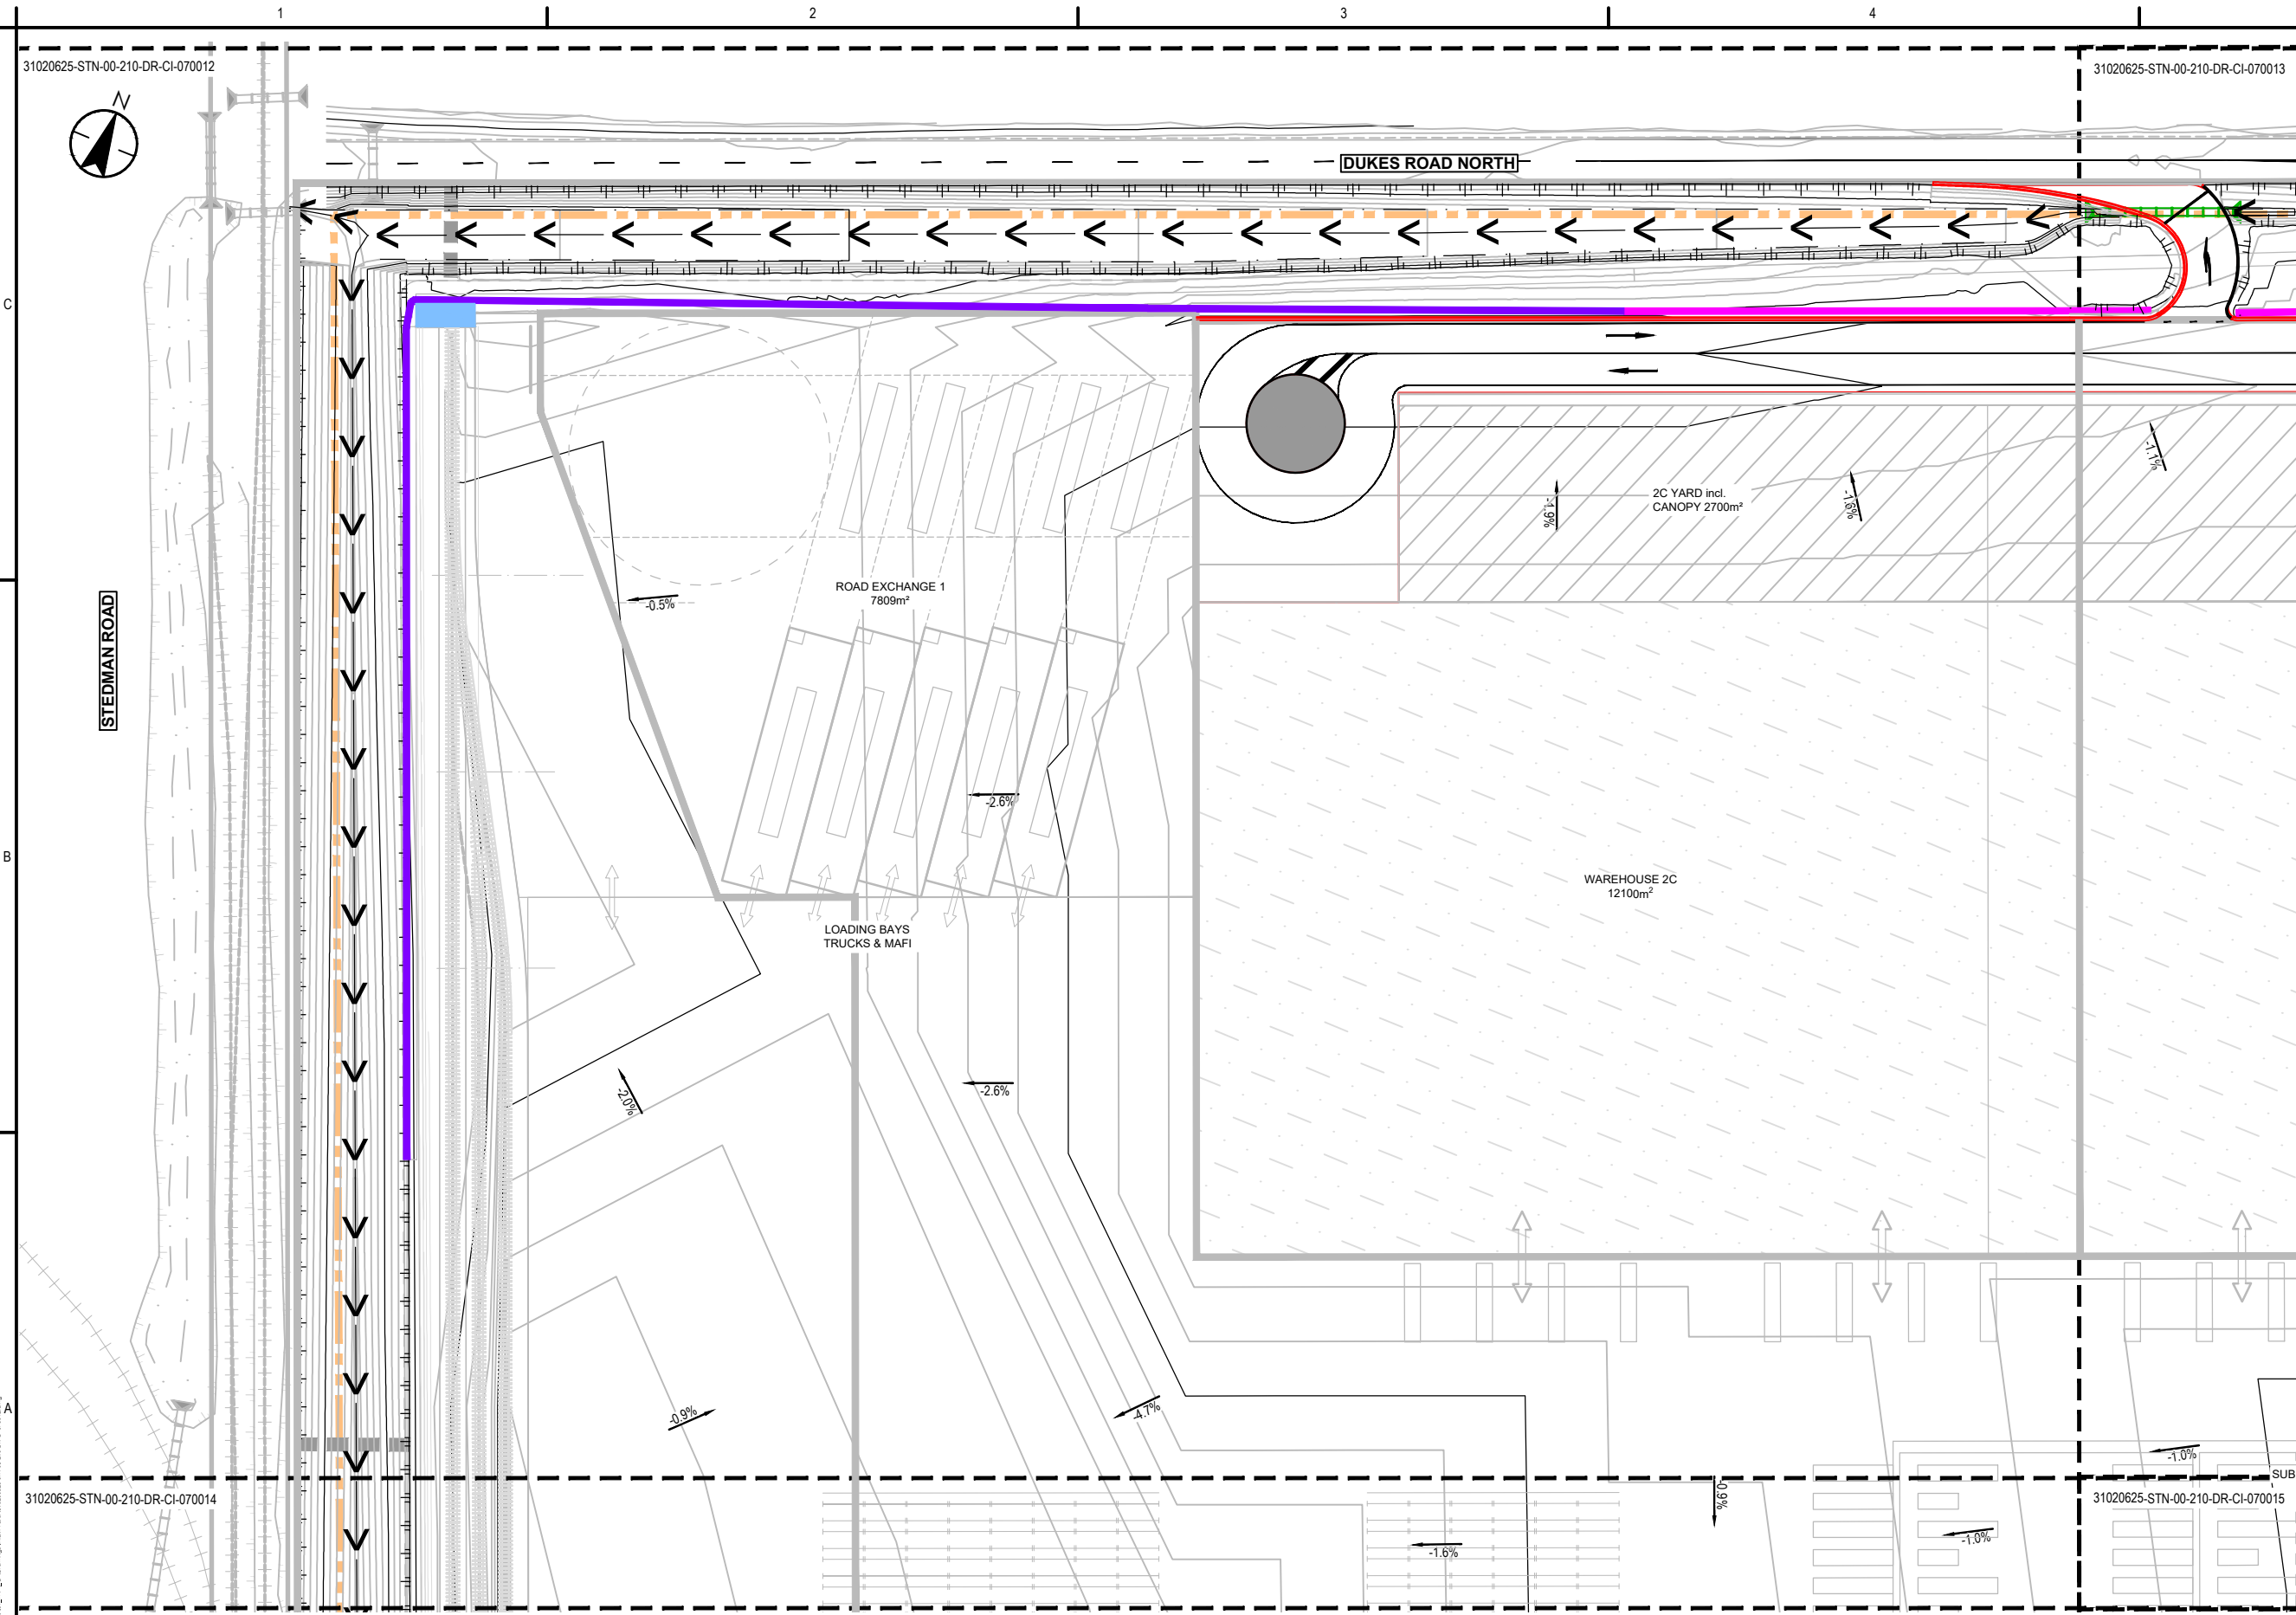 1
2
3
4
31020625-STN-00-210-DR-CI-070012
31020625-STN-00-210-DR-CI-070013
N
DUKES ROAD NORTH
C
-1.1%
2C YARD incl.
CANOPY 2700m²
-1.9%
-1.6%
ROAD EXCHANGE 1
7809m²
-0.5%
STEDMAN ROAD
-2.6%
B
WAREHOUSE 2C
12100m²
LOADING BAYS
TRUCKS & MAFI
-2.6%
-2.0%
A
-0.9%
-4.7%
-1.0%
SUB
31020625-STN-00-210-DR-CI-070014
-0.9%
31020625-STN-00-210-DR-CI-070015
-1.6%
-1.0%